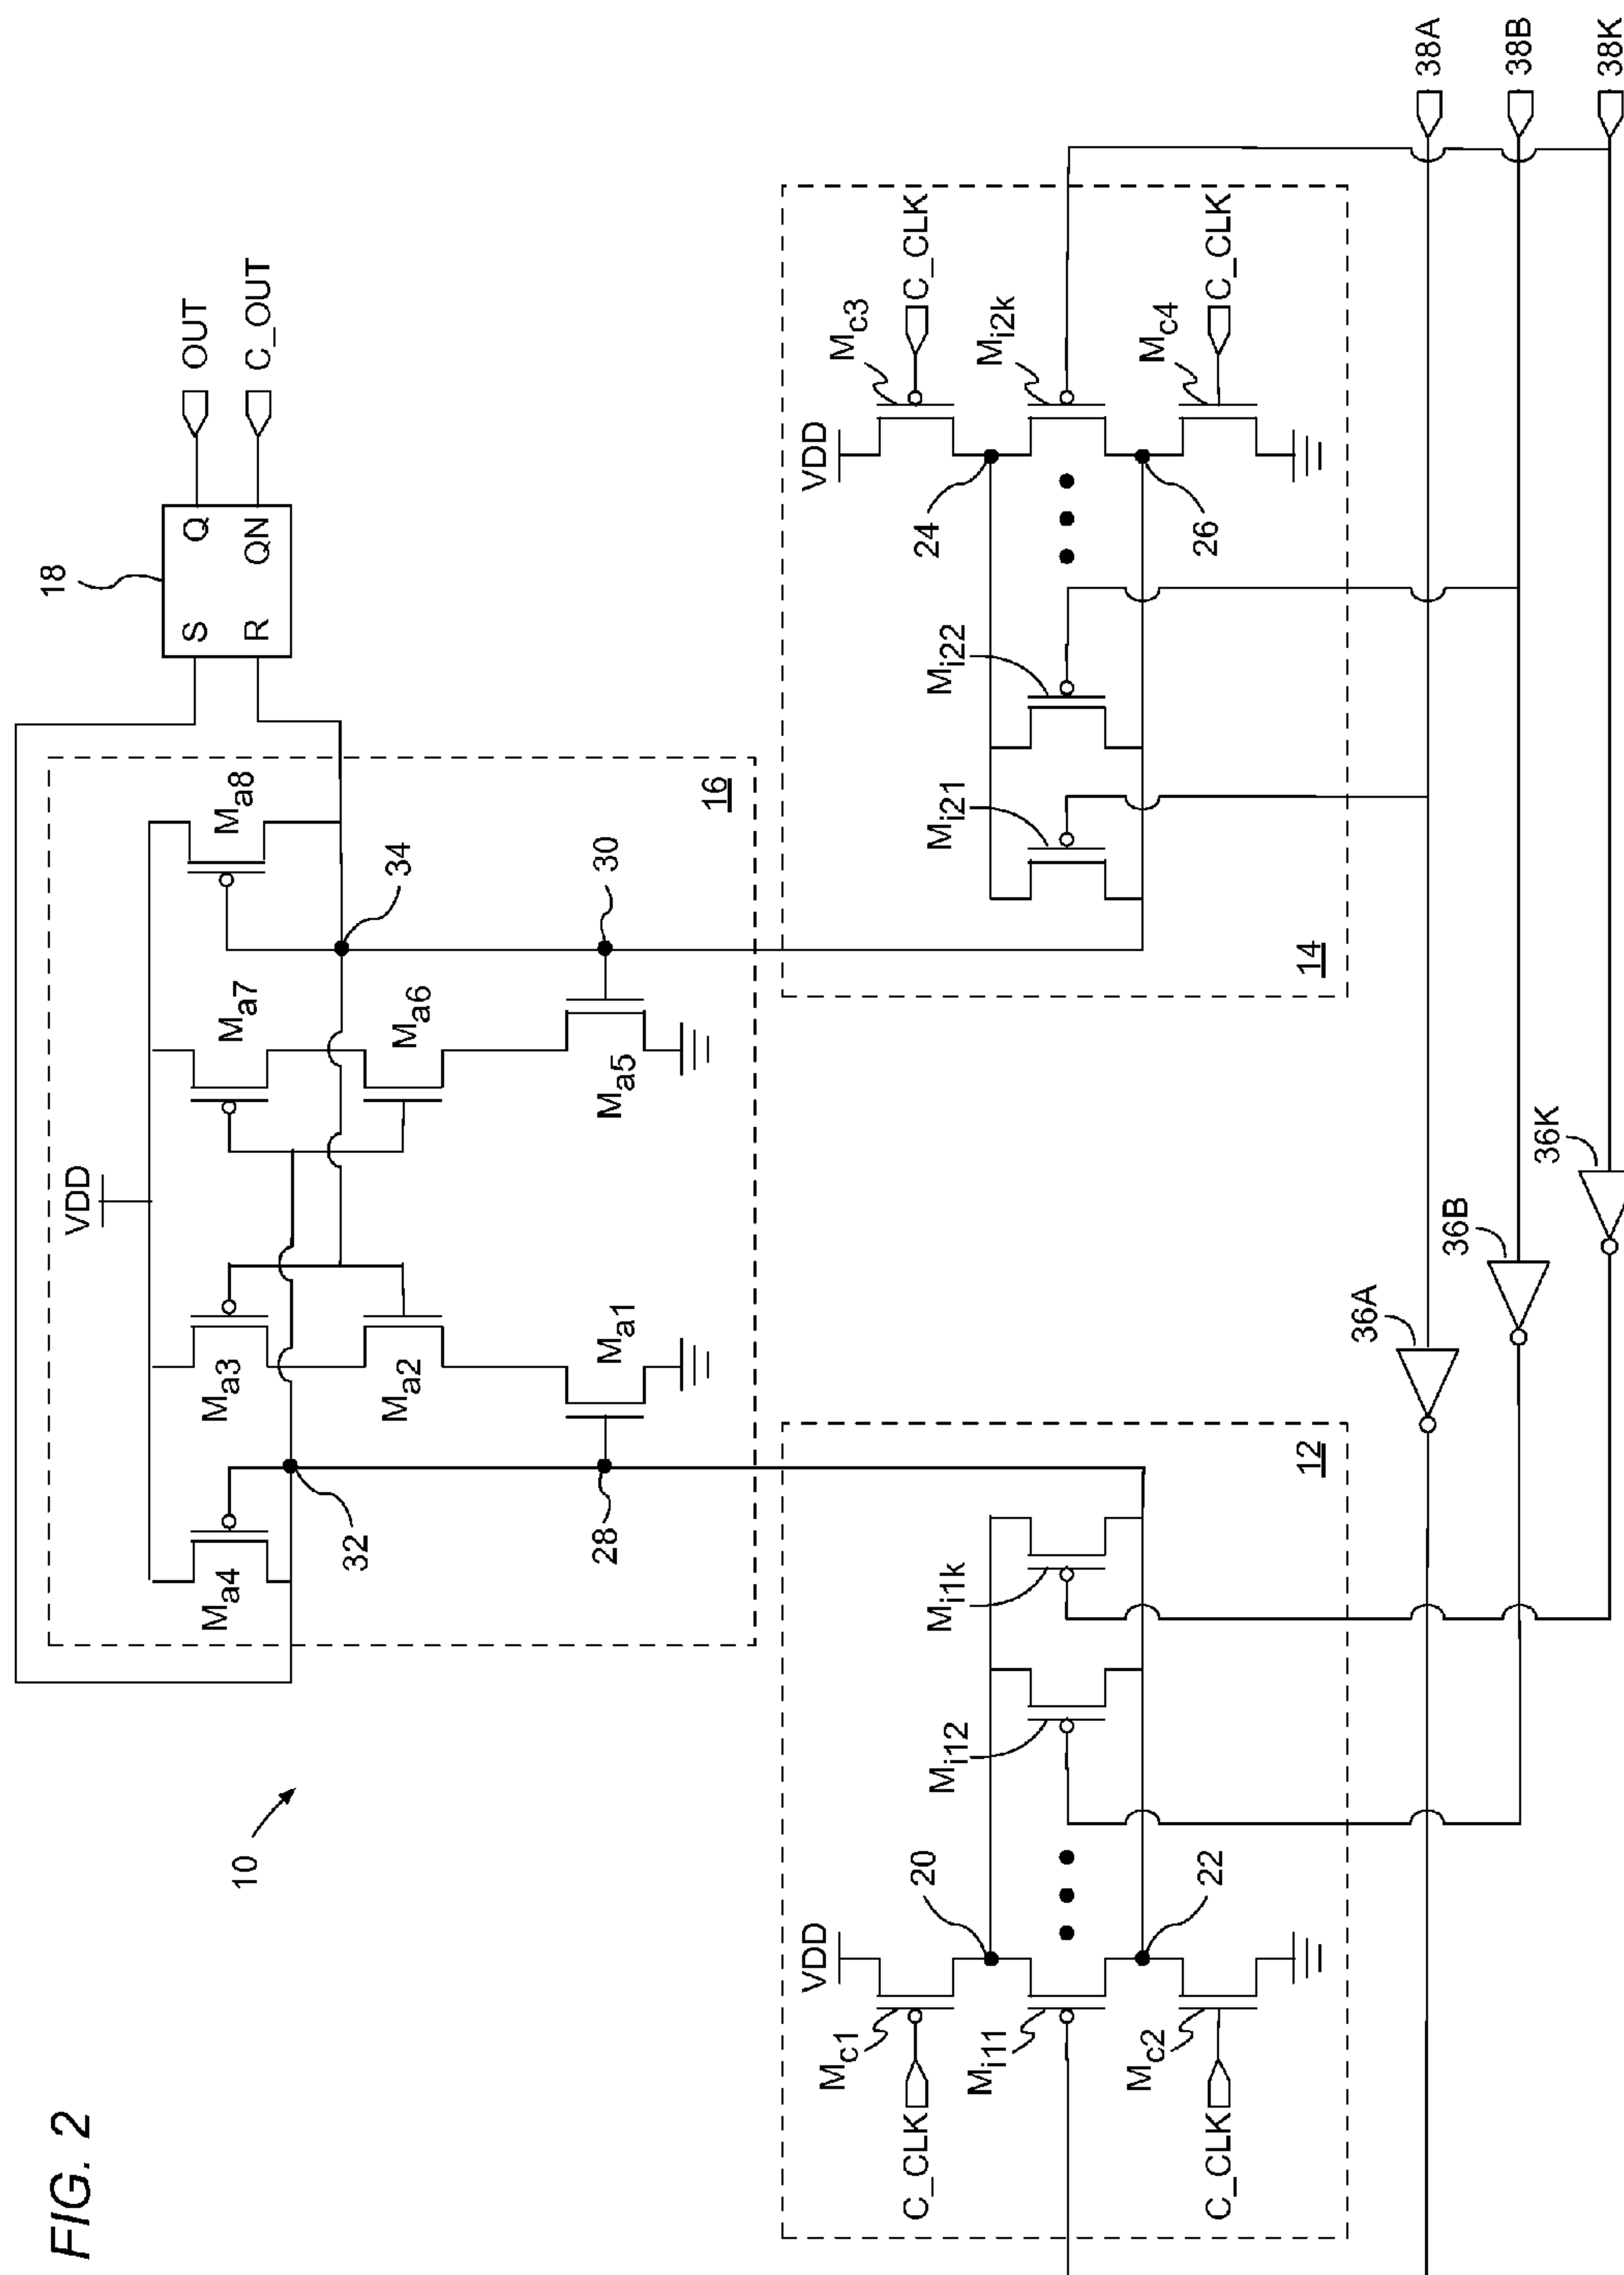 FIG. 2
10
VDD
Ma4
Ma3
Ma7
Ma8
Ma2
Ma6
Ma1
Ma5
32
34
28
30
16
18
S
R
Q
QN
OUT
C_OUT
VDD
C_CLK
Mc1
20
Mi11
Mi12
Mi1k
22
C_CLK
Mc2
12
VDD
Mc3
C_CLK
24
Mi21
Mi22
Mi2k
26
Mc4
C_CLK
14
36A
38A
36B
38B
36K
38K